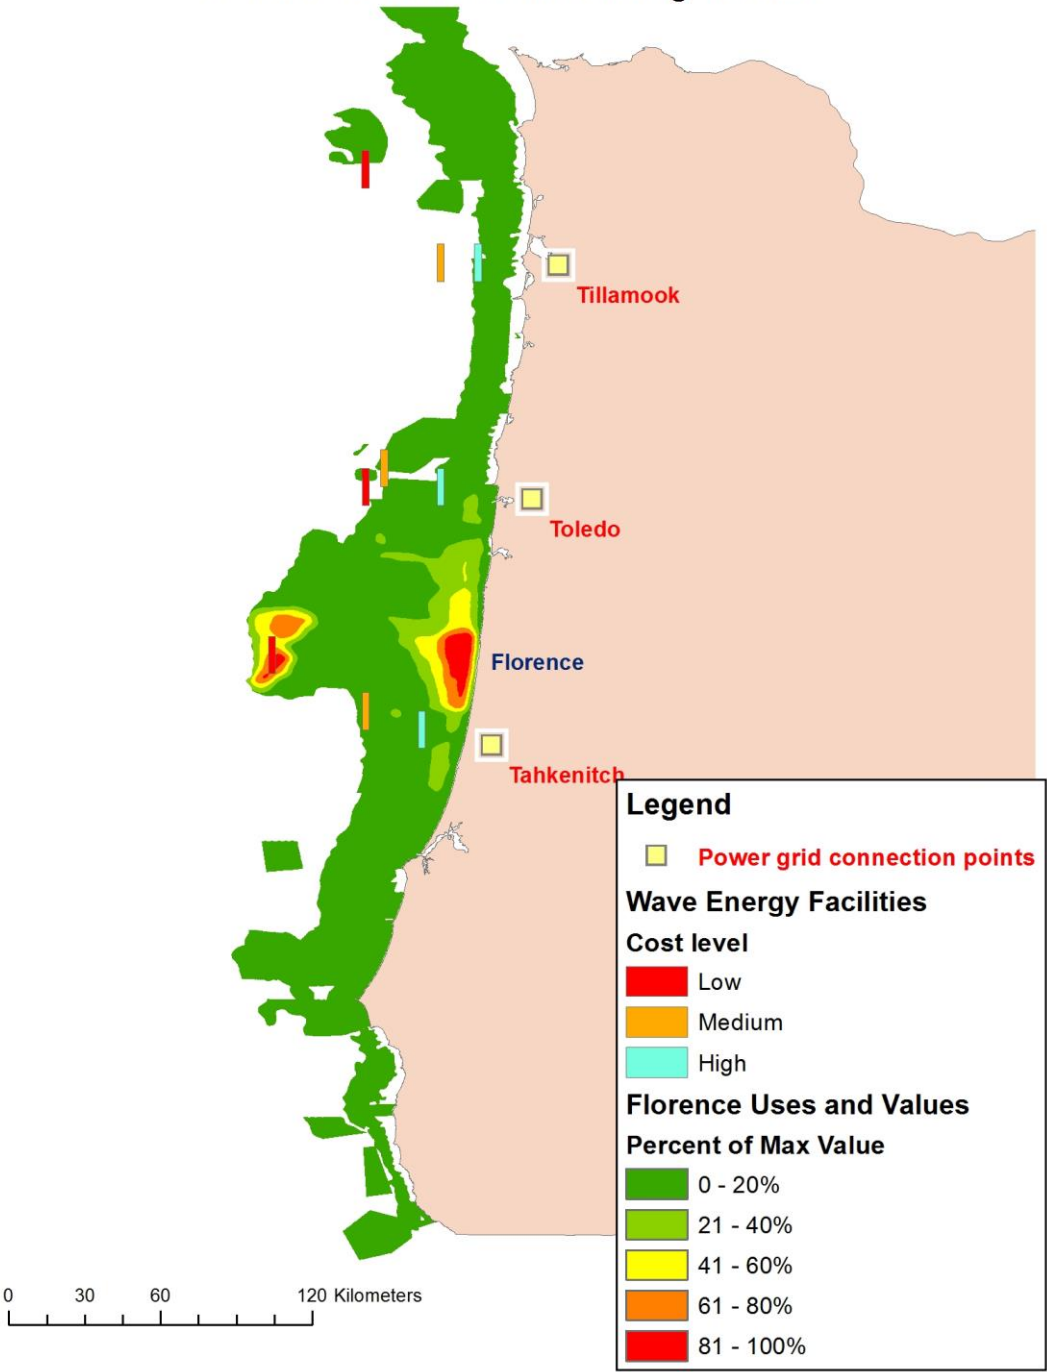 Tillamook
Toledo
Florence
Tahkenitch
Legend
Power grid connection points
Wave Energy Facilities
Cost level
Low
Medium
High
Florence Uses and Values
Percent of Max Value
0 - 20%
21 - 40%
41 - 60%
61 - 80%
81 - 100%
0 30 60 120 Kilometers